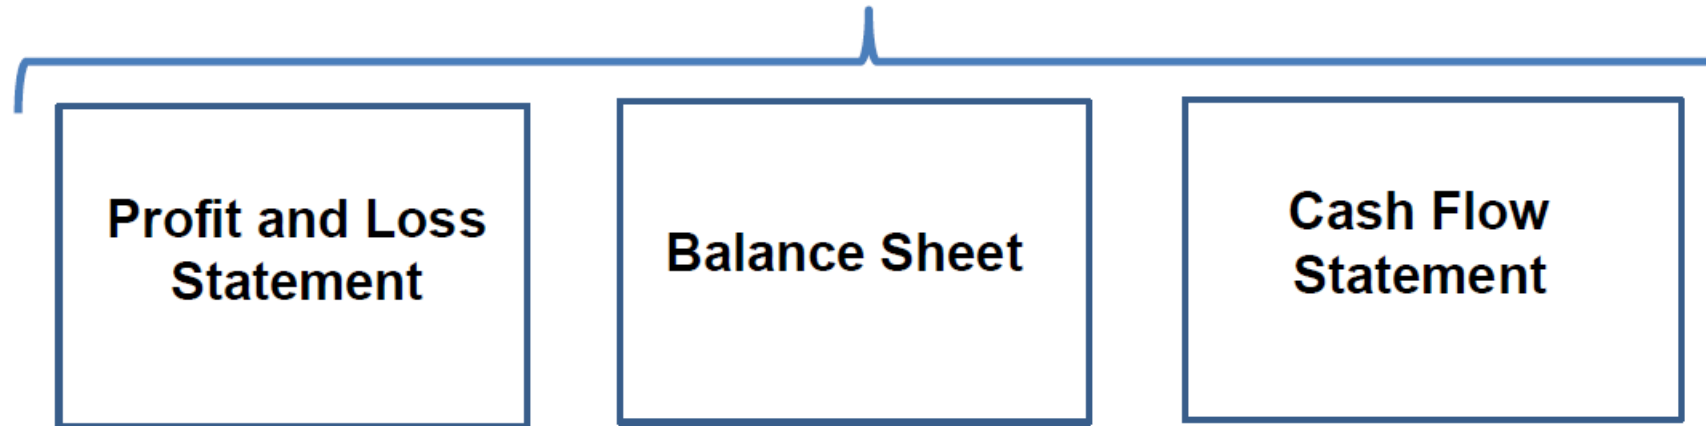 Profit and Loss
Statement
Balance Sheet
Cash Flow
Statement